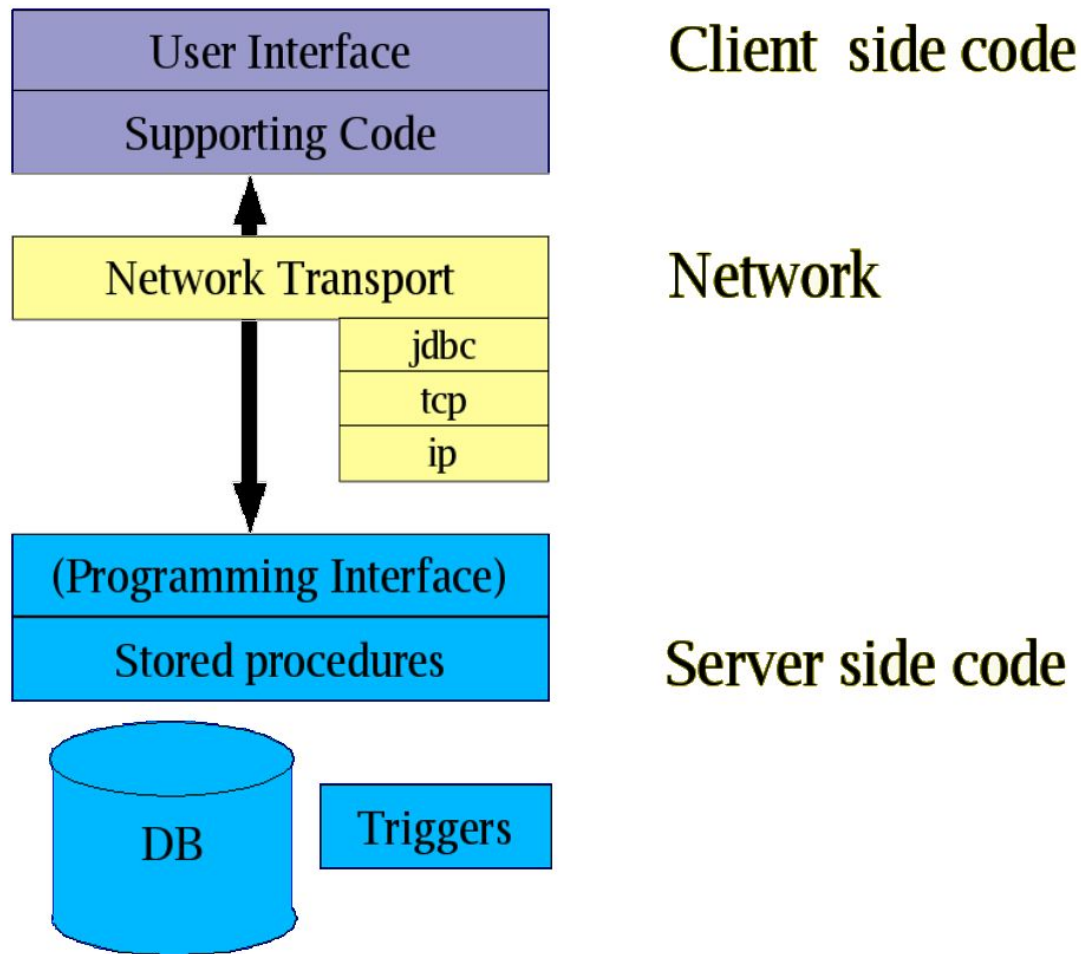 User Interface
Client side code
Supporting Code
Network Transport
Network
jdbc
tcp
ip
(Programming Interface)
Stored procedures
Server side code
DB
Triggers